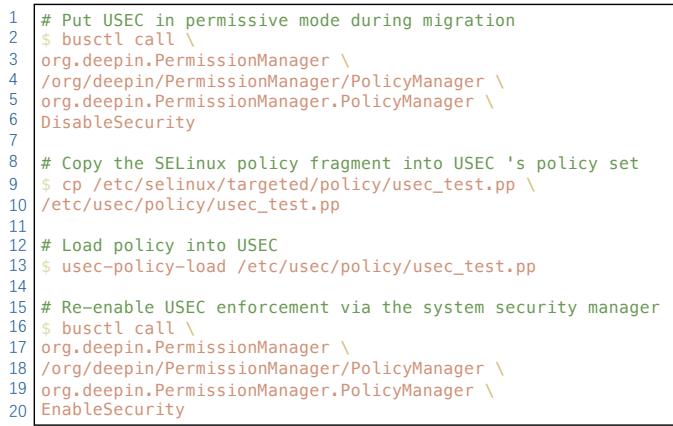 1 # Put USEC in permissive mode during migration
2 $ busctl call \
3 org.deepin.PermissionManager \
4 /org/deepin/PermissionManager/PolicyManager \
5 org.deepin.PermissionManager.PolicyManager \
6 DisableSecurity
7
8 # Copy the SELinux policy fragment into USEC 's policy set
9 $ cp /etc/selinux/targeted/policy/usec_test.pp \
10 /etc/usec/policy/usec_test.pp
11
12 # Load policy into USEC
13 $ usec-policy-load /etc/usec/policy/usec_test.pp
14
15 # Re-enable USEC enforcement via the system security manager
16 $ busctl call \
17 org.deepin.PermissionManager \
18 /org/deepin/PermissionManager/PolicyManager \
19 org.deepin.PermissionManager.PolicyManager \
20 EnableSecurity